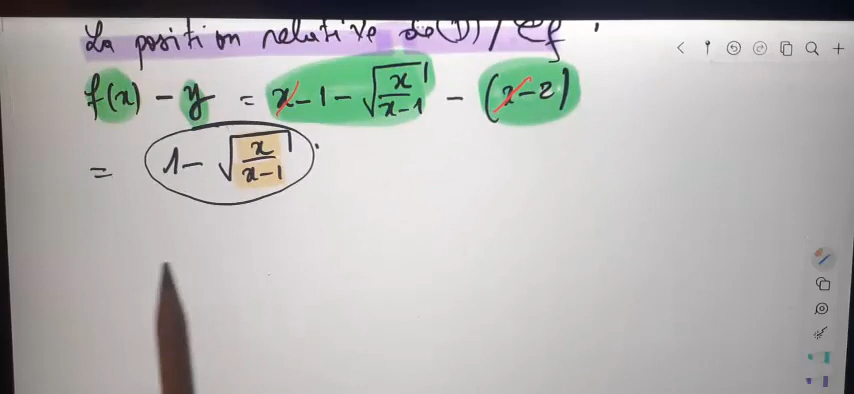 La position relative de (D) / Cf :
f(x) - y = x - 1 - √(x/(x-1)) - (x - 2)
= 1 - √(x/(x-1))